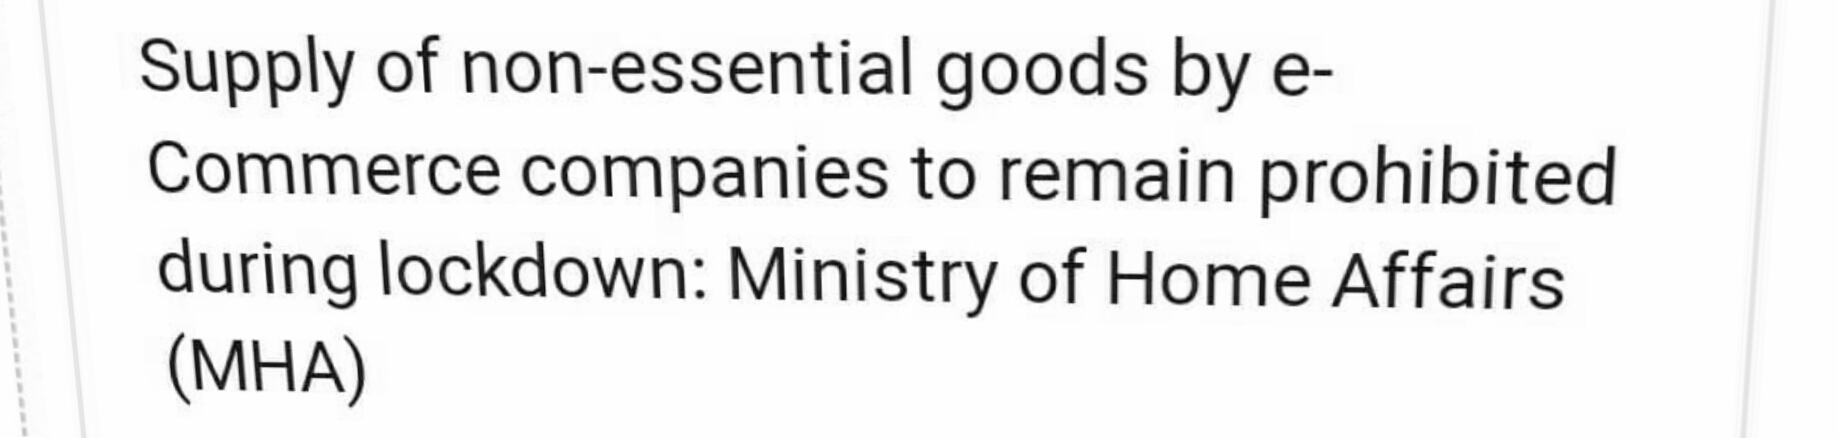 Supply of non-essential goods by e-
Commerce companies to remain prohibited
during lockdown: Ministry of Home Affairs
(MHA)